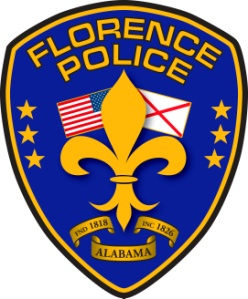 FLORENCE
POLICE
FND 1818
INC 1826
ALABAMA